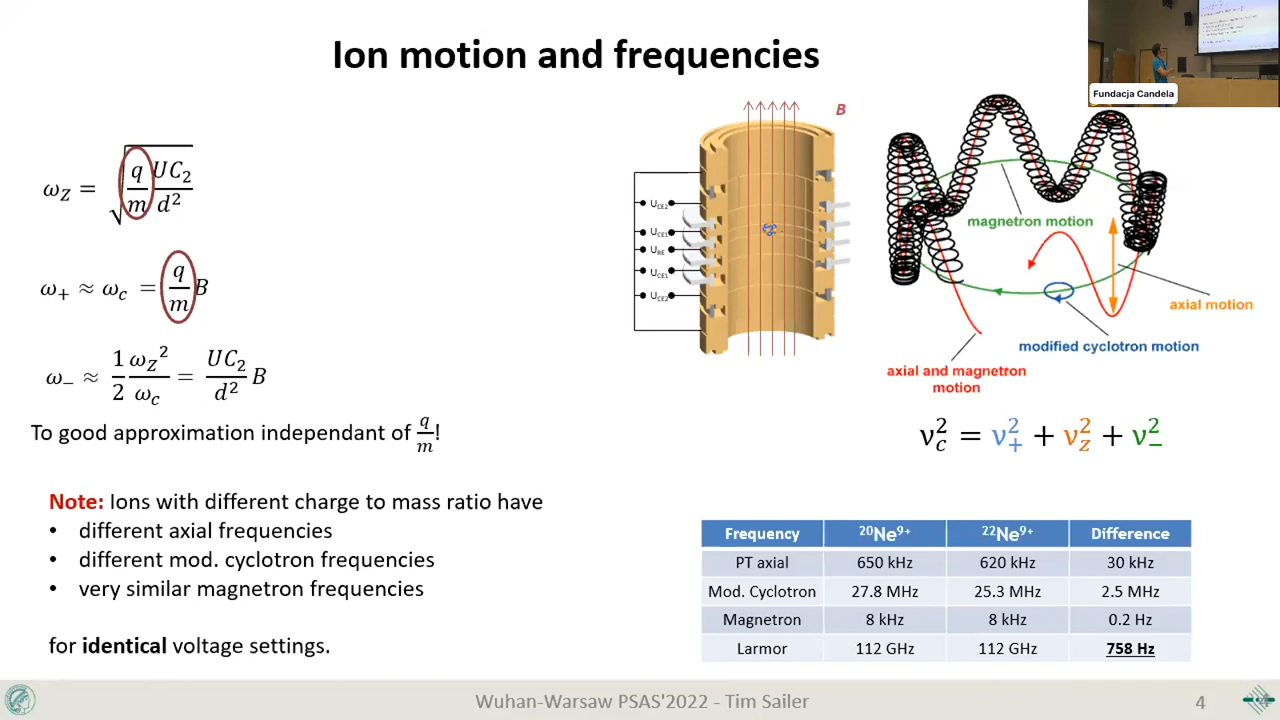 Ion motion and frequencies
Fundacja Candela
ω_Z = √(q/m UC₂/d²)
ω₊ ≈ ω_c = q/m B
ω₋ ≈ 1/2 ω_Z²/ω_c = UC₂/d² B
To good approximation independant of q/m!
Note: Ions with different charge to mass ratio have
• different axial frequencies
• different mod. cyclotron frequencies
• very similar magnetron frequencies
for identical voltage settings.
B
U_CE2
U_CE1
U_RE
U_CE1
U_CE2
magnetron motion
axial motion
modified cyclotron motion
axial and magnetron
motion
ν_c² = ν₊² + ν_z² + ν₋²
Frequency ²⁰Ne⁹⁺ ²²Ne⁹⁺ Difference
PT axial 650 kHz 620 kHz 30 kHz
Mod. Cyclotron 27.8 MHz 25.3 MHz 2.5 MHz
Magnetron 8 kHz 8 kHz 0.2 Hz
Larmor 112 GHz 112 GHz 758 Hz
Wuhan-Warsaw PSAS'2022 - Tim Sailer
4
4